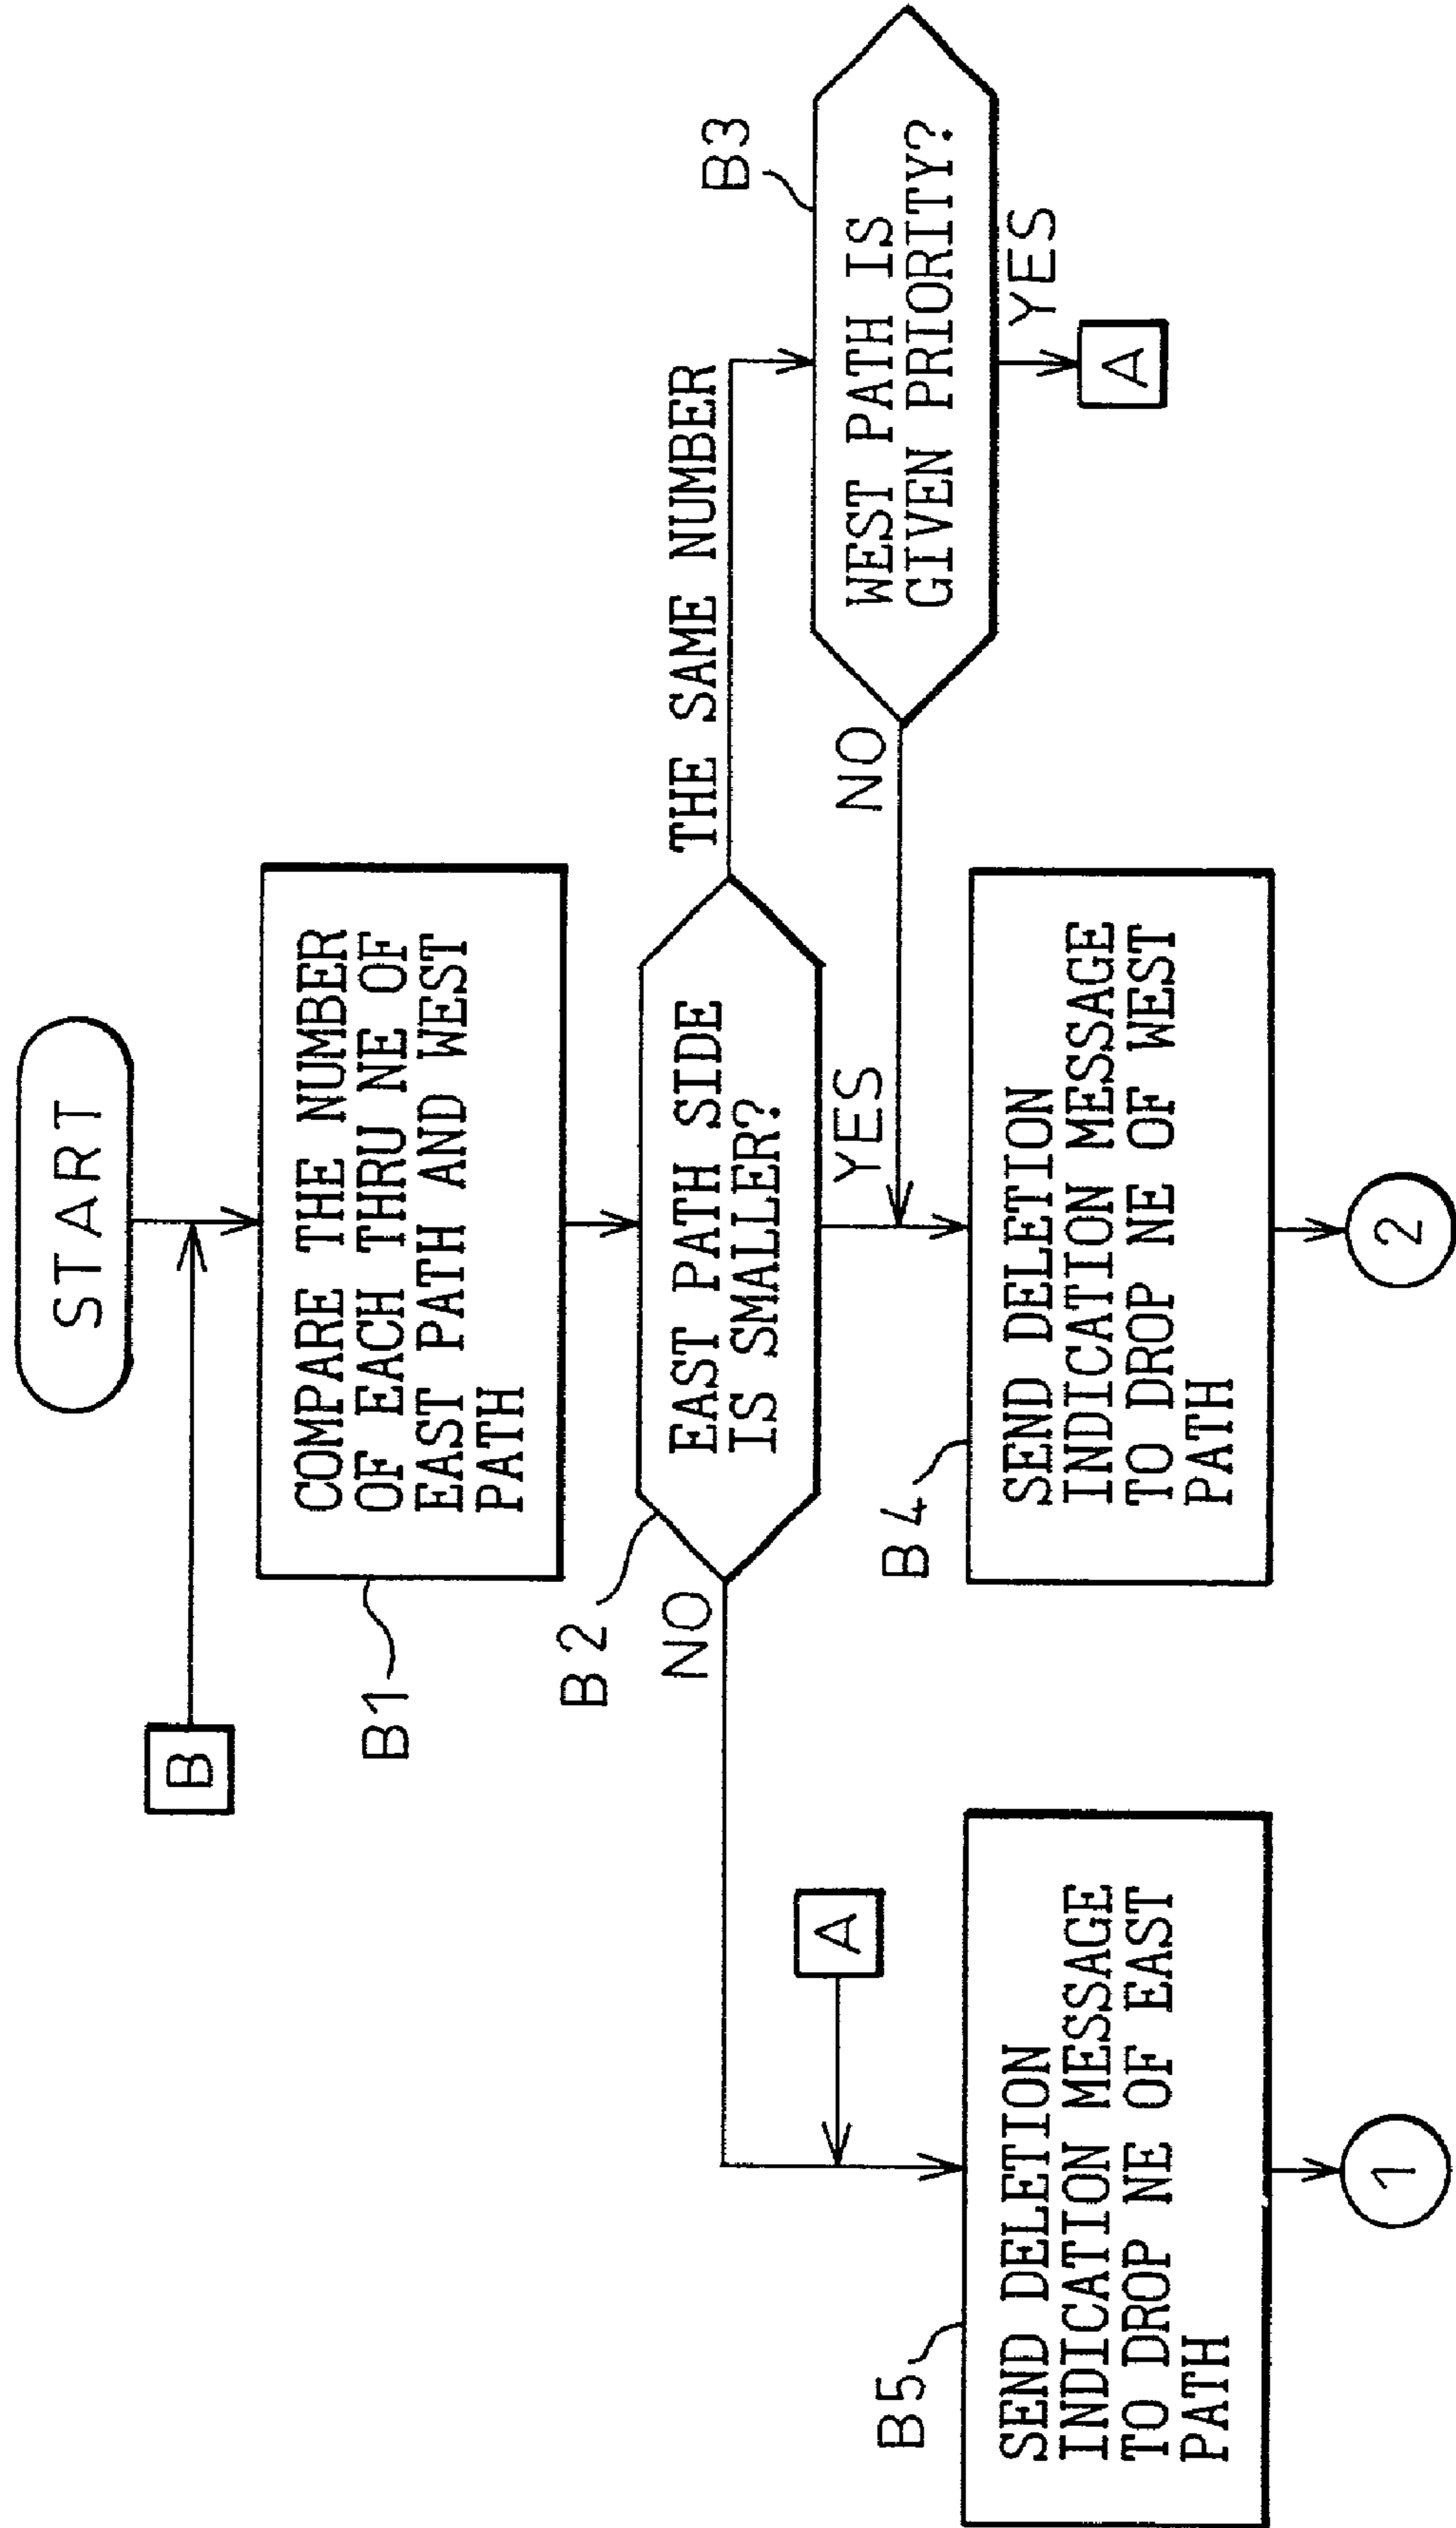 START
B
COMPARE THE NUMBER
OF EACH THRU NE OF
EAST PATH AND WEST
PATH
B1
EAST PATH SIDE
IS SMALLER?
B2
NO
THE SAME NUMBER
YES
WEST PATH IS
GIVEN PRIORITY?
B3
NO
YES
A
A
SEND DELETION
INDICATION MESSAGE
TO DROP NE OF WEST
PATH
B4
2
SEND DELETION
INDICATION MESSAGE
TO DROP NE OF EAST
PATH
B5
1